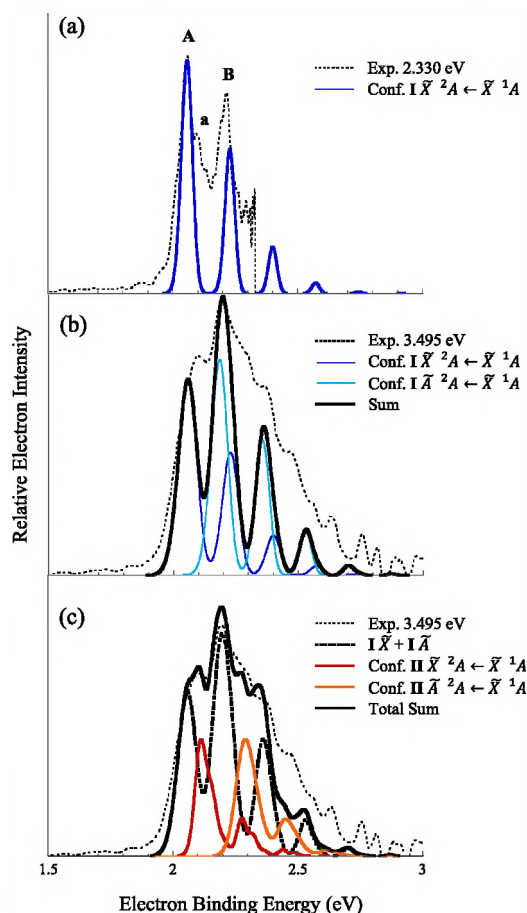 (a)
A
B
a
Exp. 2.330 eV
Conf. I X̃ ²A ← X̃ ¹A
(b)
Exp. 3.495 eV
Conf. I X̃ ²A ← X̃ ¹A
Conf. I Ã ²A ← X̃ ¹A
Sum
Relative Electron Intensity
(c)
Exp. 3.495 eV
I X̃ + I Ã
Conf. II X̃ ²A ← X̃ ¹A
Conf. II Ã ²A ← X̃ ¹A
Total Sum
1.5 2 2.5 3
Electron Binding Energy (eV)